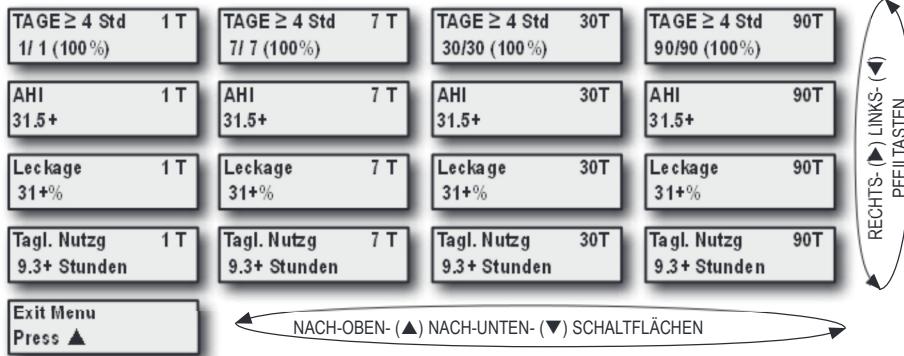 TAGE ≥ 4 Std 1 T
1/ 1 (100%)
TAGE ≥ 4 Std 7 T
7/ 7 (100%)
TAGE ≥ 4 Std 30T
30/30 (100%)
TAGE ≥ 4 Std 90T
90/90 (100%)
AHI 1 T
31.5+
AHI 7 T
31.5+
AHI 30T
31.5+
AHI 90T
31.5+
Leckage 1 T
31+%
Leckage 7 T
31+%
Leckage 30T
31+%
Leckage 90T
31+%
Tagl. Nutzg 1 T
9.3+ Stunden
Tagl. Nutzg 7 T
9.3+ Stunden
Tagl. Nutzg 30T
9.3+ Stunden
Tagl. Nutzg 90T
9.3+ Stunden
Exit Menu
Press ▲
NACH-OBEN- (▲) NACH-UNTEN- (▼) SCHALTFLÄCHEN
RECHTS- (▶) LINKS- (◀)
PFEILTASTEN